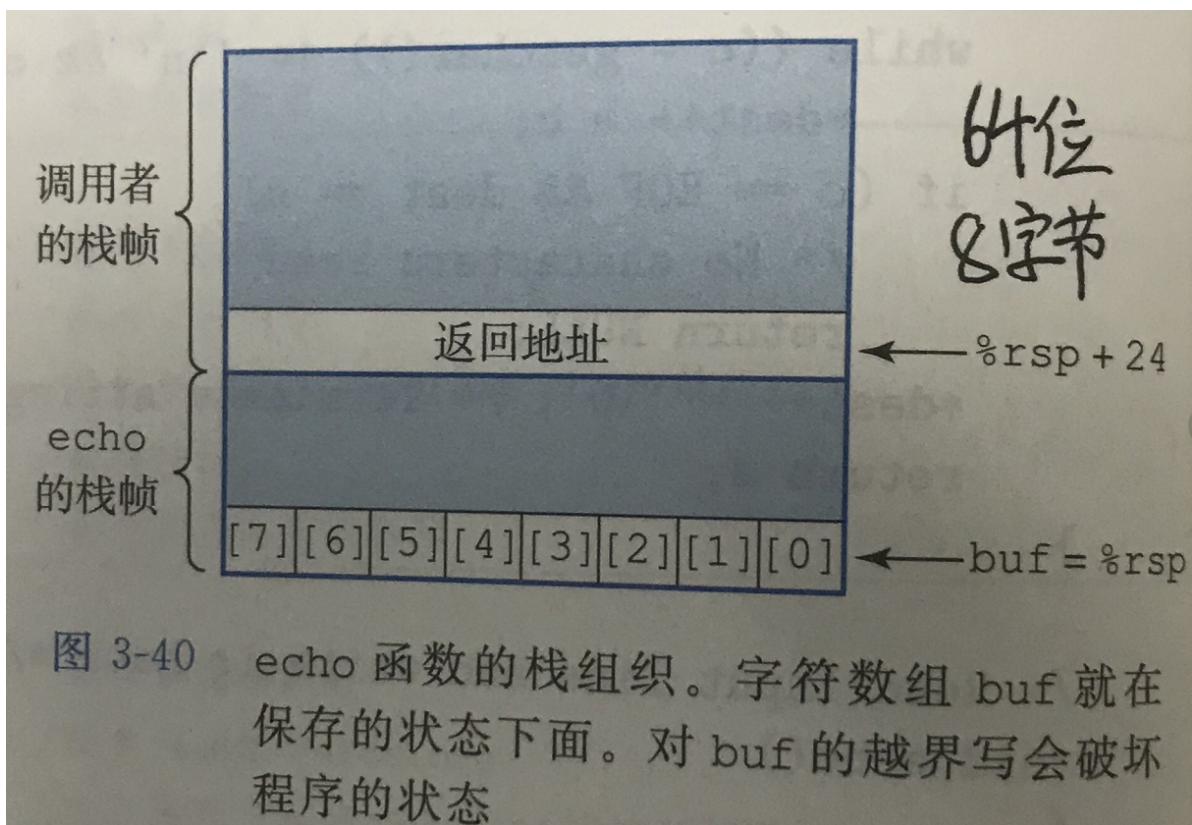 64位
8字节
调用者
的栈帧
返回地址
%rsp + 24
echo
的栈帧
[7] [6] [5] [4] [3] [2] [1] [0]
buf = %rsp
图 3-40 echo 函数的栈组织。字符数组 buf 就在
保存的状态下面。对 buf 的越界写会破坏
程序的状态